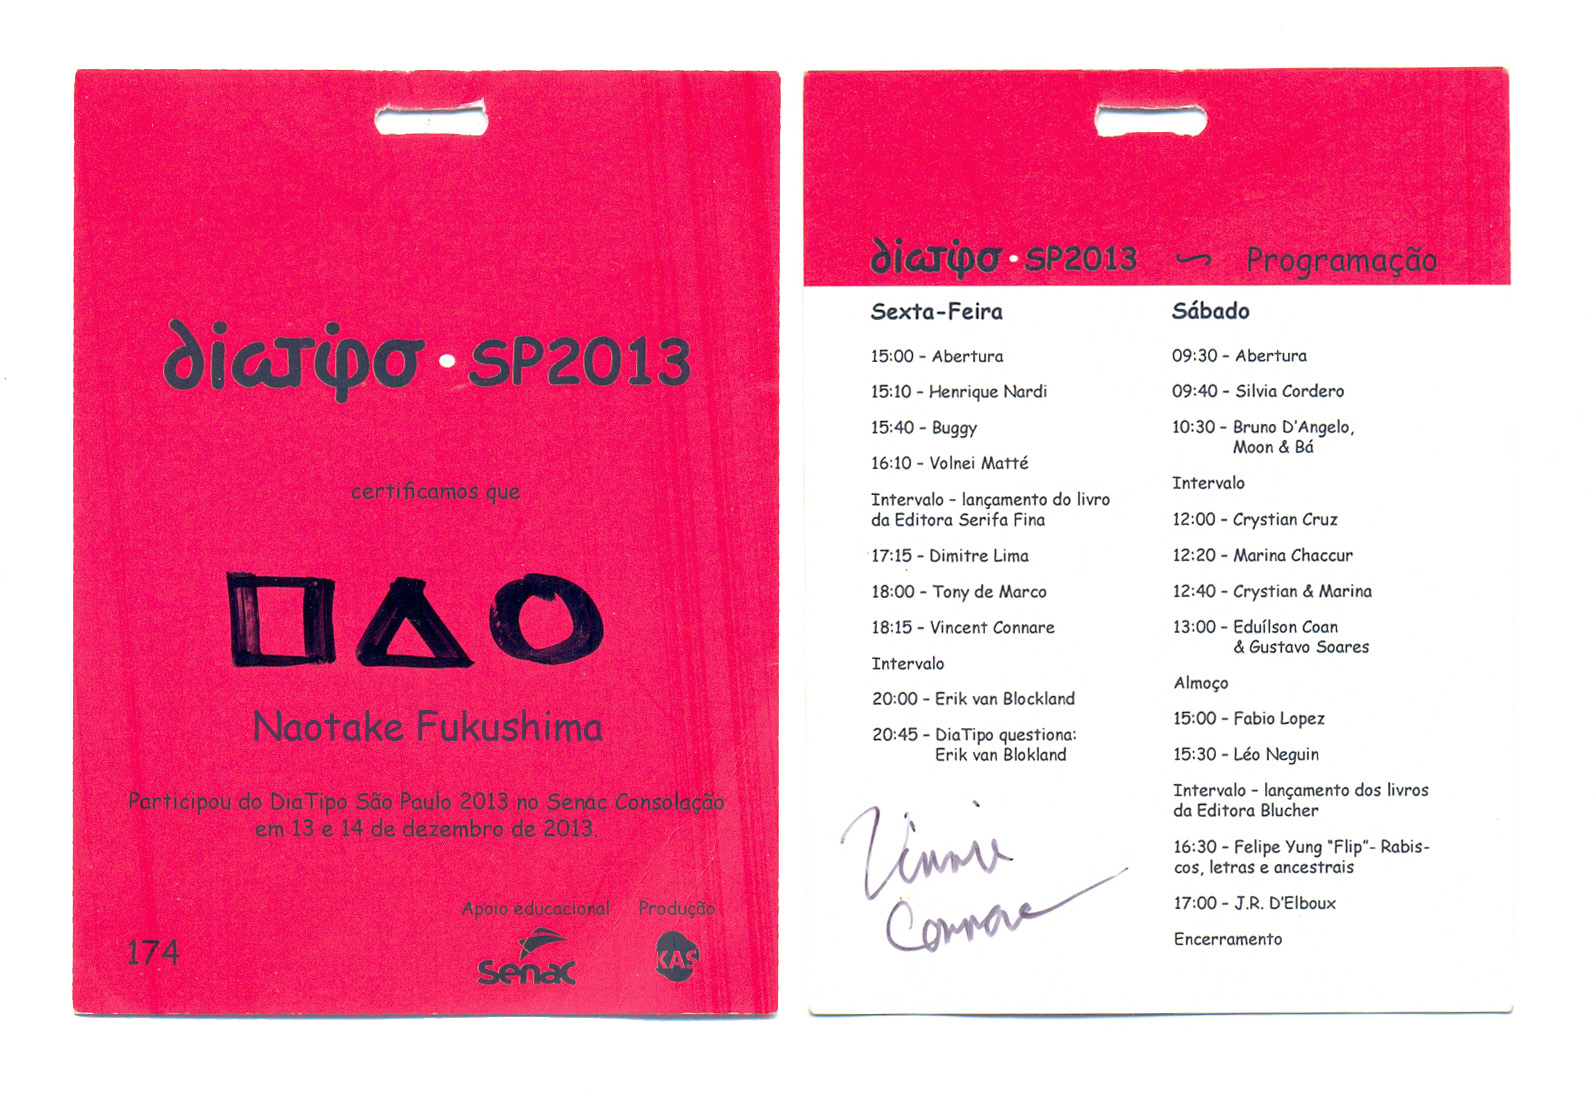 diaTipo • SP2013
certificamos que
Naotake Fukushima
Participou do DiaTipo São Paulo 2013 no Senac Consolação
em 13 e 14 de dezembro de 2013.
Apoio educacional Produção
174
senac KAS
diaTipo • SP2013 ~ Programação
Sexta-Feira
15:00 - Abertura
15:10 - Henrique Nardi
15:40 - Buggy
16:10 - Volnei Matté
Intervalo - lançamento do livro
da Editora Serifa Fina
17:15 - Dimitre Lima
18:00 - Tony de Marco
18:15 - Vincent Connare
Intervalo
20:00 - Erik van Blockland
20:45 - DiaTipo questiona:
Erik van Blokland
Vinnie
Connare
Sábado
09:30 - Abertura
09:40 - Silvia Cordero
10:30 - Bruno D'Angelo,
Moon & Bá
Intervalo
12:00 - Crystian Cruz
12:20 - Marina Chaccur
12:40 - Crystian & Marina
13:00 - Eduílson Coan
& Gustavo Soares
Almoço
15:00 - Fabio Lopez
15:30 - Léo Neguin
Intervalo - lançamento dos livros
da Editora Blucher
16:30 - Felipe Yung "Flip"- Rabis-
cos, letras e ancestrais
17:00 - J.R. D'Elboux
Encerramento